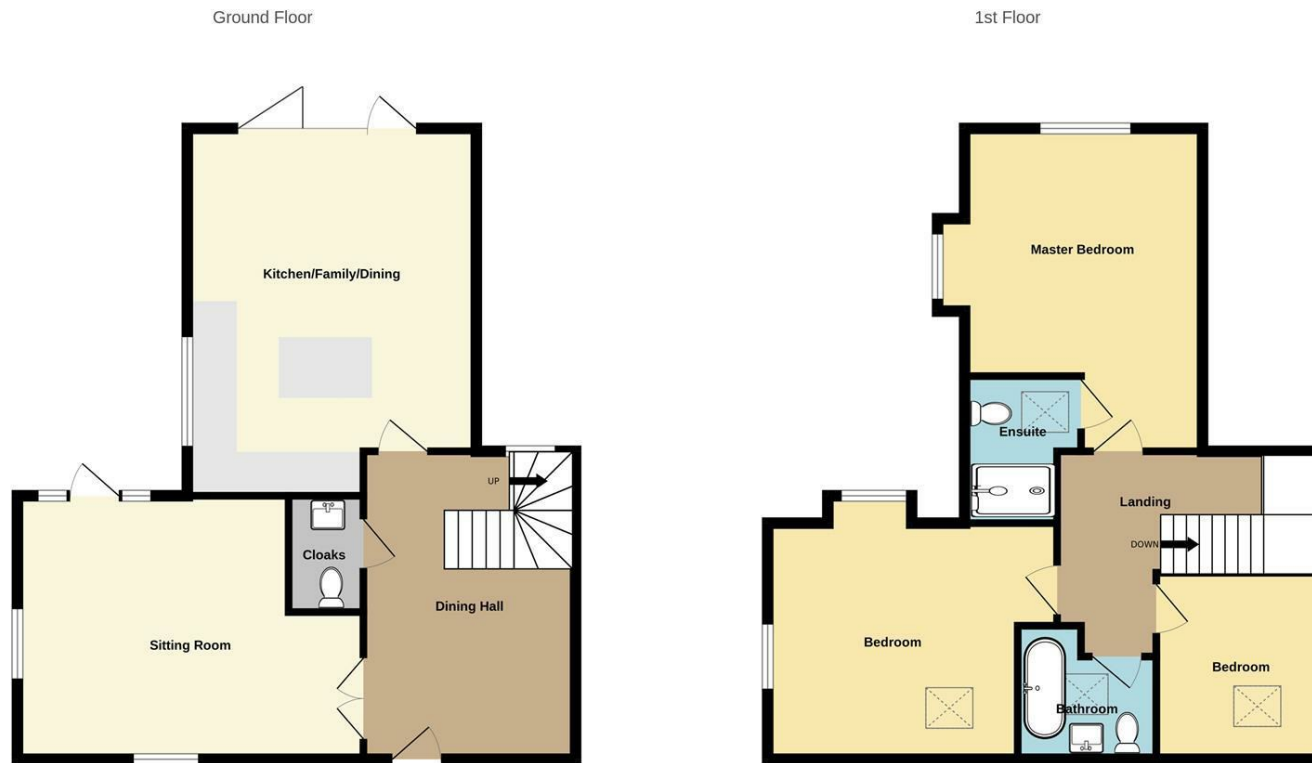 Ground Floor
1st Floor
Kitchen/Family/Dining
UP
Cloaks
Dining Hall
Sitting Room
Master Bedroom
Ensuite
Landing
DOWN
Bedroom
Bedroom
Bathroom